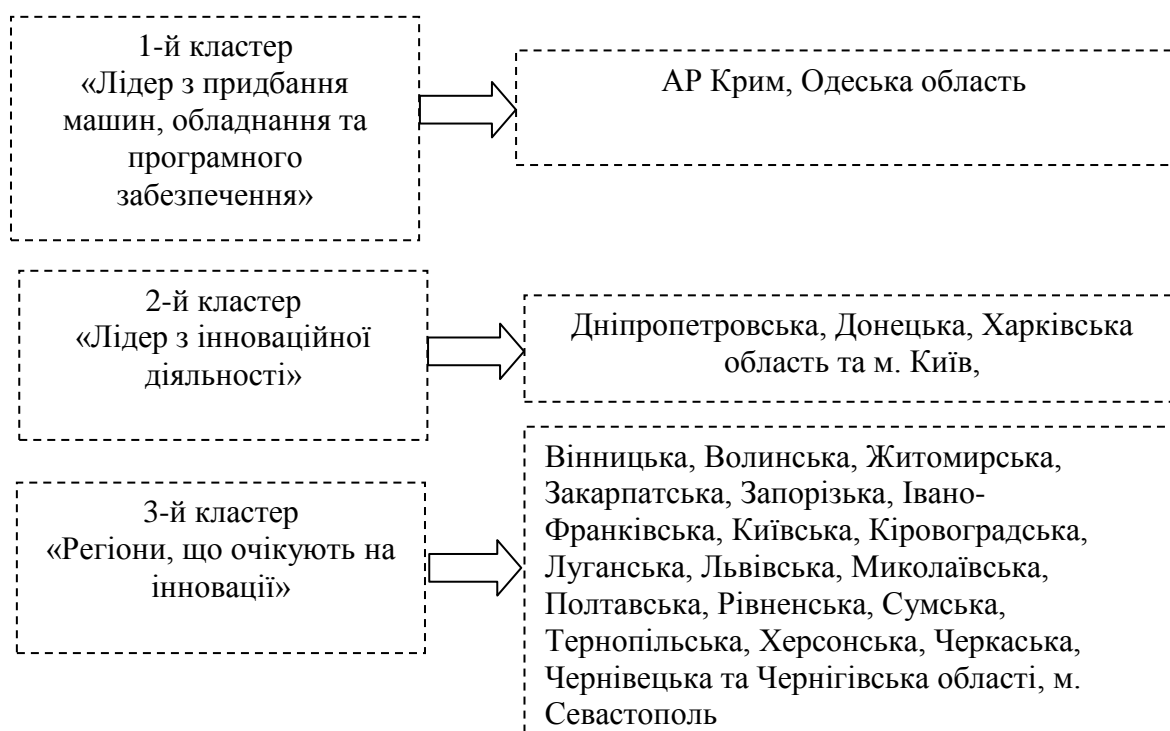 1-й кластер
«Лідер з придбання
машин, обладнання та
програмного
забезпечення»
АР Крим, Одеська область
2-й кластер
«Лідер з інноваційної
діяльності»
Дніпропетровська, Донецька, Харківська
область та м. Київ,
3-й кластер
«Регіони, що очікують на
інновації»
Вінницька, Волинська, Житомирська,
Закарпатська, Запорізька, Івано-
Франківська, Київська, Кіровоградська,
Луганська, Львівська, Миколаївська,
Полтавська, Рівненська, Сумська,
Тернопільська, Херсонська, Черкаська,
Чернівецька та Чернігівська області, м.
Севастополь